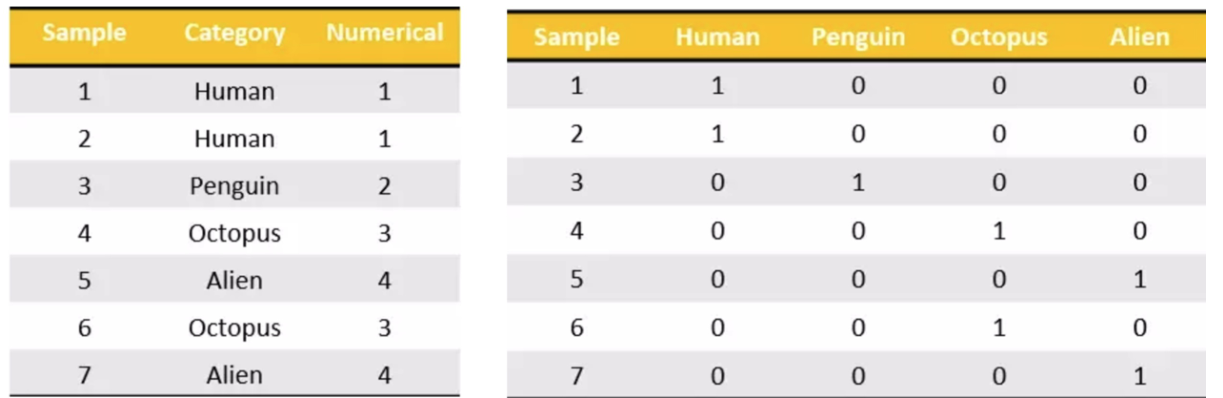 Sample Category Numerical
1 Human 1
2 Human 1
3 Penguin 2
4 Octopus 3
5 Alien 4
6 Octopus 3
7 Alien 4
Sample Human Penguin Octopus Alien
1 1 0 0 0
2 1 0 0 0
3 0 1 0 0
4 0 0 1 0
5 0 0 0 1
6 0 0 1 0
7 0 0 0 1